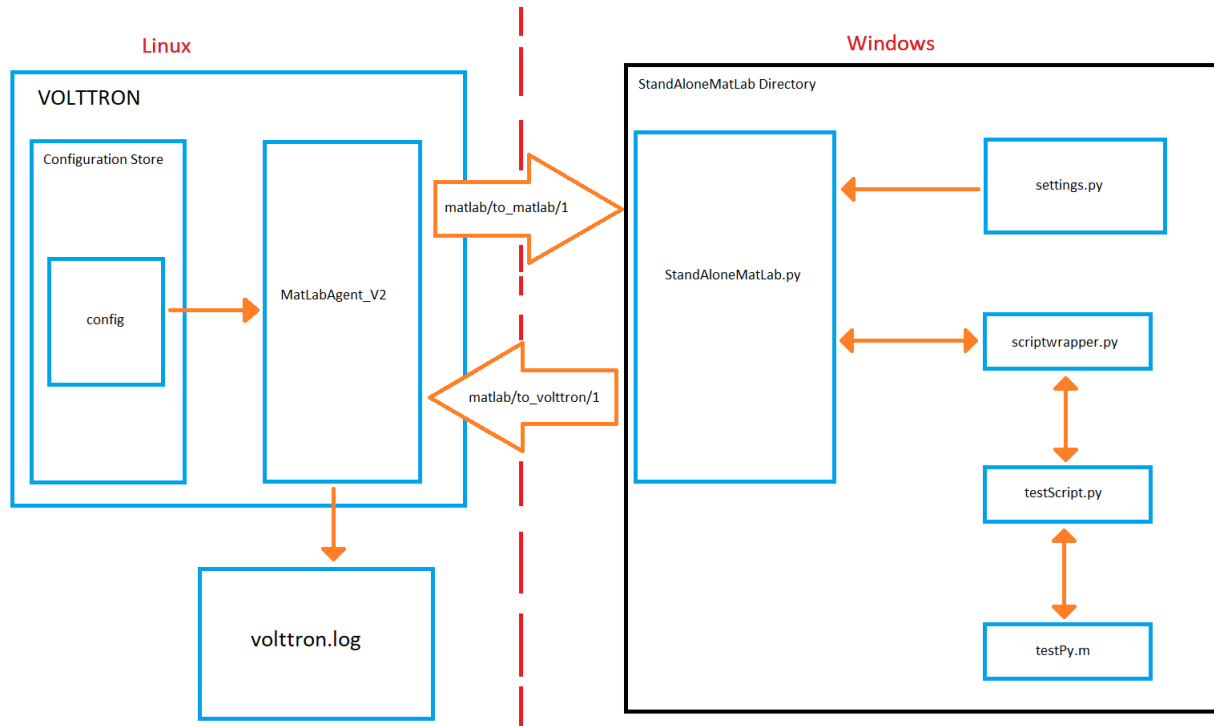 Linux
Windows
VOLTTRON
StandAloneMatLab Directory
Configuration Store
config
MatLabAgent_V2
matlab/to_matlab/1
matlab/to_volttron/1
StandAloneMatLab.py
settings.py
scriptwrapper.py
testScript.py
testPy.m
volttron.log